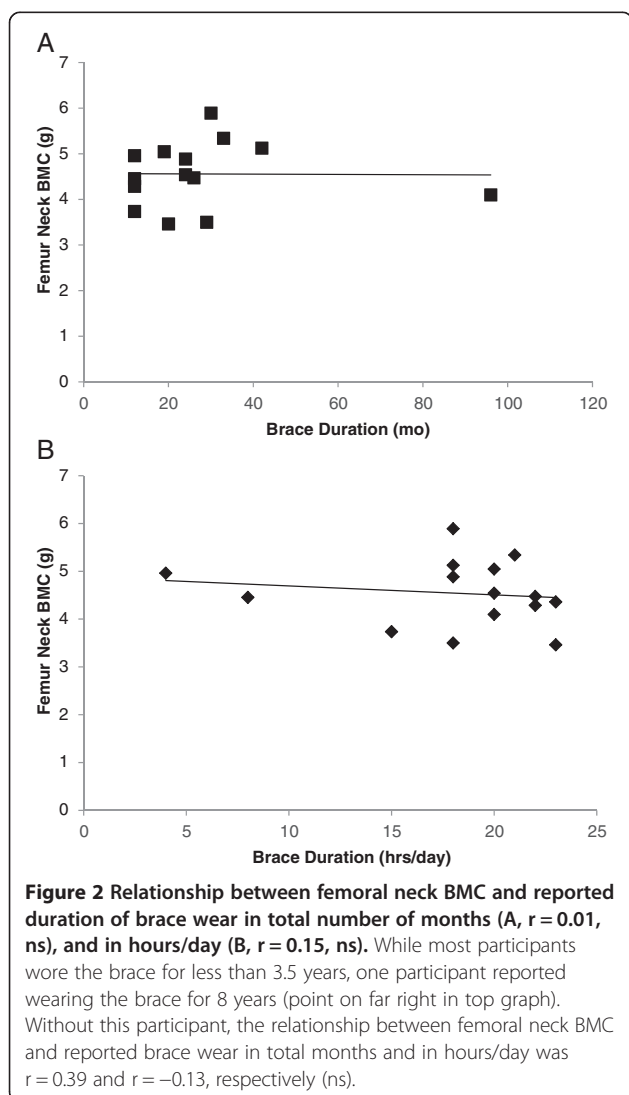 A
7
6
5
4
3
2
1
0
Femur Neck BMC (g)
0 20 40 60 80 100 120
Brace Duration (mo)
B
7
6
5
4
3
2
1
0
Femur Neck BMC (g)
0 5 10 15 20 25
Brace Duration (hrs/day)
Figure 2 Relationship between femoral neck BMC and reported
duration of brace wear in total number of months (A, r = 0.01,
ns), and in hours/day (B, r = 0.15, ns). While most participants
wore the brace for less than 3.5 years, one participant reported
wearing the brace for 8 years (point on far right in top graph).
Without this participant, the relationship between femoral neck BMC
and reported brace wear in total months and in hours/day was
r = 0.39 and r = −0.13, respectively (ns).